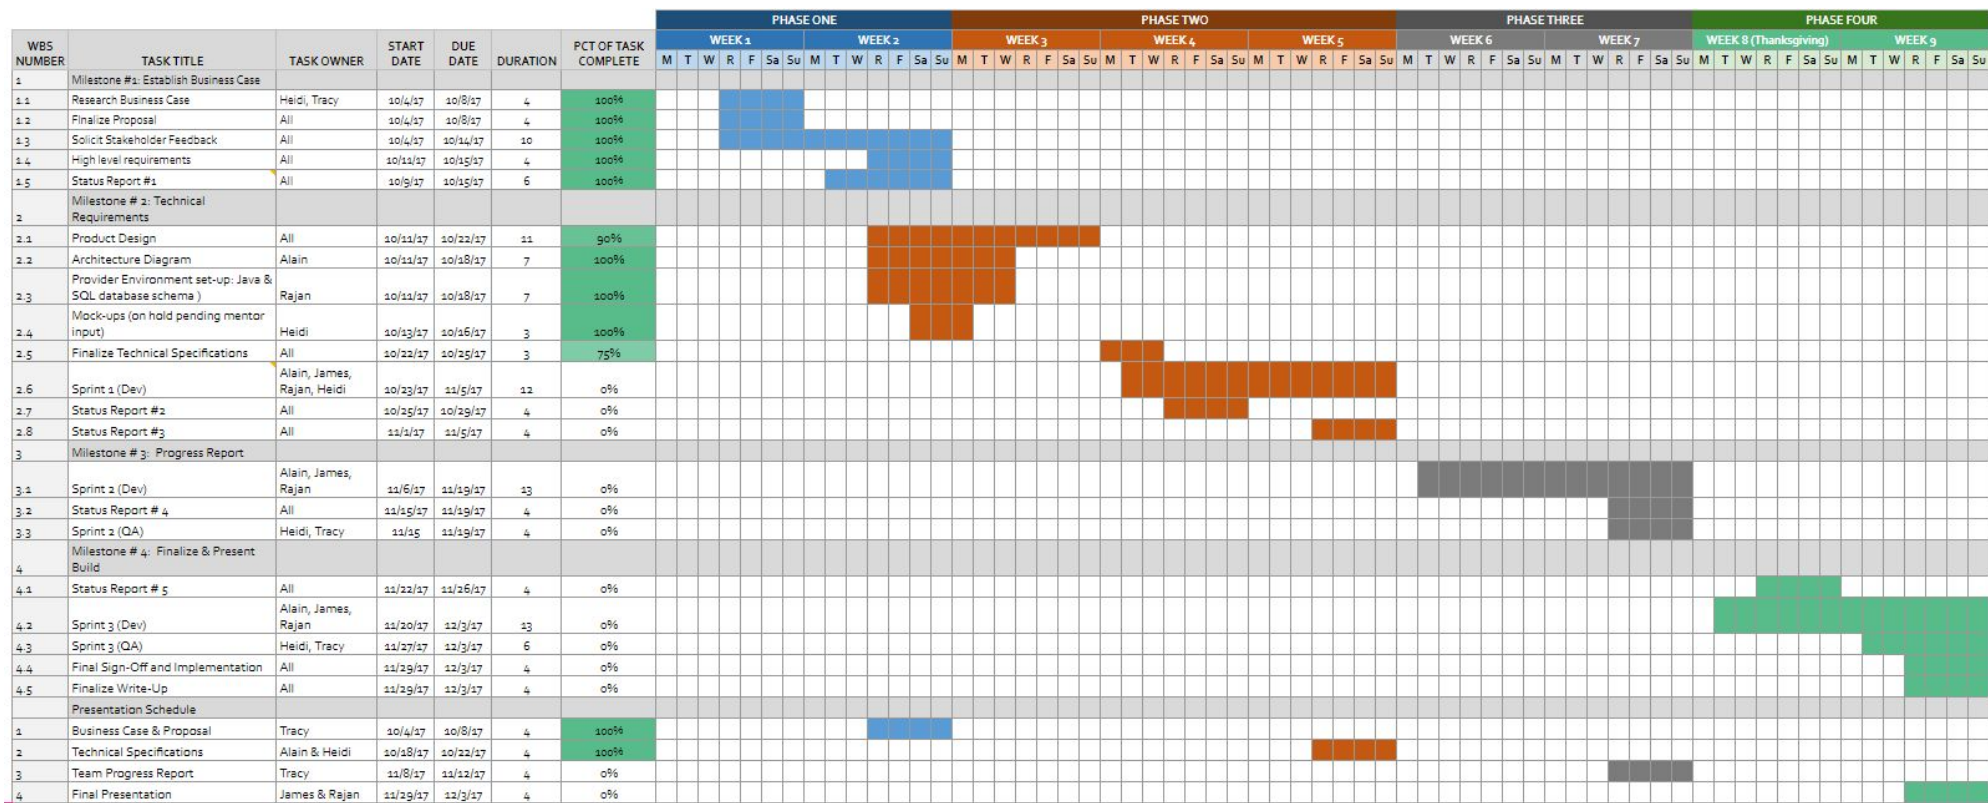 PHASE ONE PHASE TWO PHASE THREE PHASE FOUR
WBS NUMBER TASK TITLE TASK OWNER START DATE DUE DATE DURATION PCT OF TASK COMPLETE WEEK 1 WEEK 2 WEEK 3 WEEK 4 WEEK 5 WEEK 6 WEEK 7 WEEK 8 (Thanksgiving) WEEK 9
M T W R F Sa Su M T W R F Sa Su M T W R F Sa Su M T W R F Sa Su M T W R F Sa Su M T W R F Sa Su M T W R F Sa Su M T W R F Sa Su M T W R F Sa Su
1 Milestone #1: Establish Business Case
1.1 Research Business Case Heidi, Tracy 10/4/17 10/8/17 4 100%
1.2 Finalize Proposal All 10/4/17 10/8/17 4 100%
1.3 Solicit Stakeholder Feedback All 10/4/17 10/14/17 10 100%
1.4 High level requirements All 10/11/17 10/15/17 4 100%
1.5 Status Report #1 All 10/9/17 10/15/17 6 100%
2 Milestone # 2: Technical Requirements
2.1 Product Design All 10/11/17 10/22/17 11 90%
2.2 Architecture Diagram Alain 10/11/17 10/18/17 7 100%
2.3 Provider Environment set-up: Java & SQL database schema ) Rajan 10/11/17 10/18/17 7 100%
2.4 Mock-ups (on hold pending mentor input) Heidi 10/13/17 10/16/17 3 100%
2.5 Finalize Technical Specifications All 10/22/17 10/25/17 3 75%
2.6 Sprint 1 (Dev) Alain, James, Rajan, Heidi 10/23/17 11/5/17 12 0%
2.7 Status Report #2 All 10/25/17 10/29/17 4 0%
2.8 Status Report #3 All 11/1/17 11/5/17 4 0%
3 Milestone # 3: Progress Report
3.1 Sprint 2 (Dev) Alain, James, Rajan 11/6/17 11/19/17 13 0%
3.2 Status Report # 4 All 11/15/17 11/19/17 4 0%
3.3 Sprint 2 (QA) Heidi, Tracy 11/15 11/19/17 4 0%
4 Milestone # 4: Finalize & Present Build
4.1 Status Report # 5 All 11/22/17 11/26/17 4 0%
4.2 Sprint 3 (Dev) Alain, James, Rajan 11/20/17 12/3/17 13 0%
4.3 Sprint 3 (QA) Heidi, Tracy 11/27/17 12/3/17 6 0%
4.4 Final Sign-Off and Implementation All 11/29/17 12/3/17 4 0%
4.5 Finalize Write-Up All 11/29/17 12/3/17 4 0%
Presentation Schedule
1 Business Case & Proposal Tracy 10/4/17 10/8/17 4 100%
2 Technical Specifications Alain & Heidi 10/18/17 10/22/17 4 100%
3 Team Progress Report Tracy 11/8/17 11/12/17 4 0%
4 Final Presentation James & Rajan 11/29/17 12/3/17 4 0%